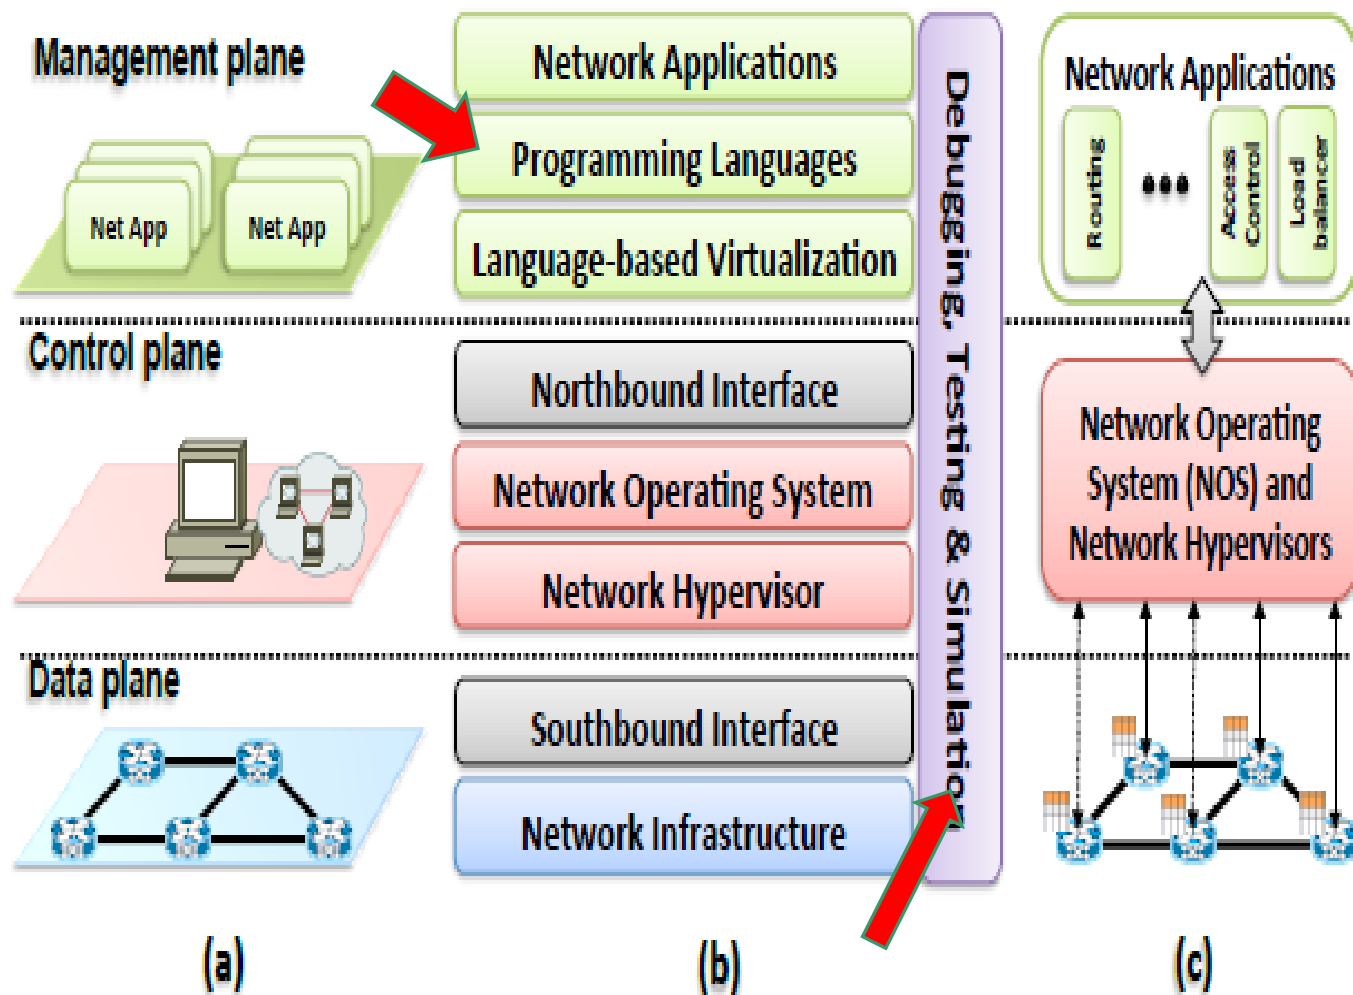 Management plane
Net App
Net App
Control plane
Data plane
(a)
Network Applications
Programming Languages
Language-based Virtualization
Northbound Interface
Network Operating System
Network Hypervisor
Southbound Interface
Network Infrastructure
Debugging, Testing & Simulation
(b)
Network Applications
Routing
•••
Access
Control
Load
balancer
Network Operating
System (NOS) and
Network Hypervisors
(c)